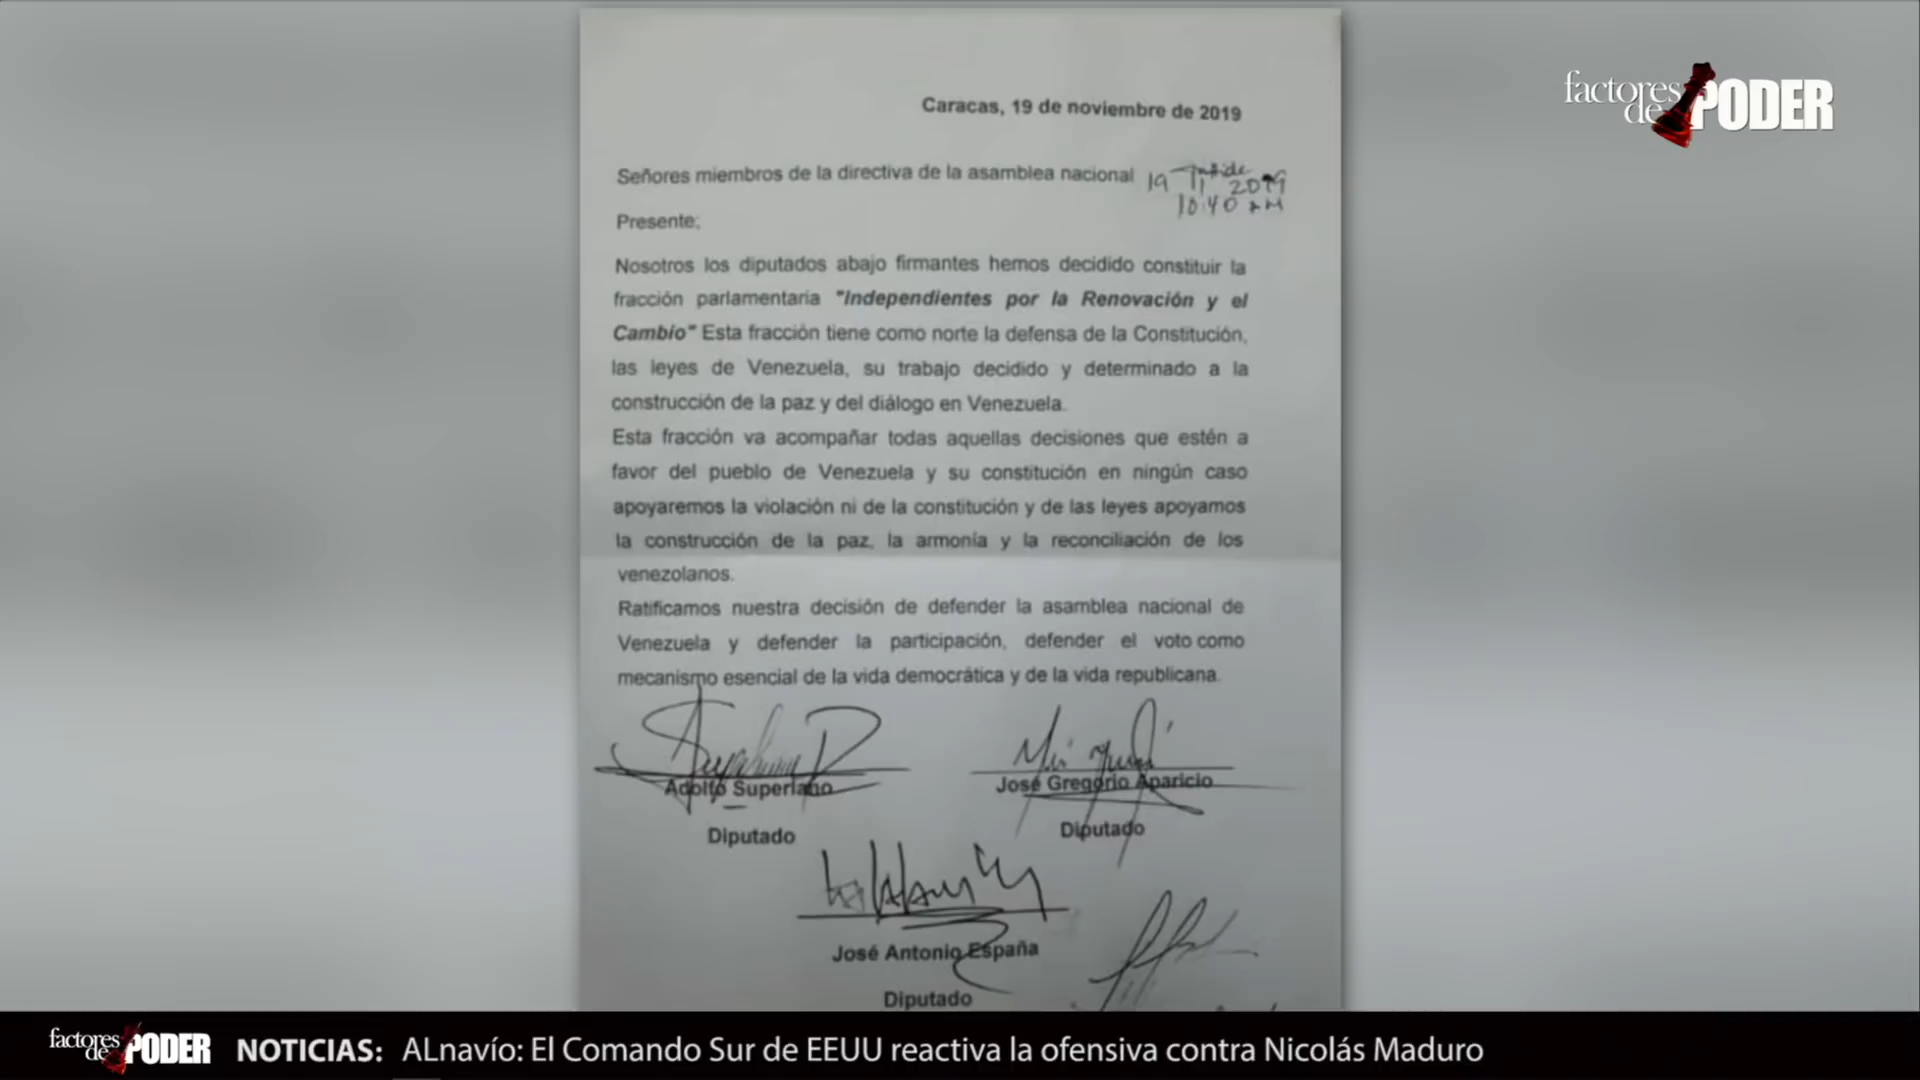 factores de PODER
Caracas, 19 de noviembre de 2019
Señores miembros de la directiva de la asamblea nacional
19 11 2019
10:40 AM
Presente;
Nosotros los diputados abajo firmantes hemos decidido constituir la
fracción parlamentaria "Independientes por la Renovación y el
Cambio" Esta fracción tiene como norte la defensa de la Constitución,
las leyes de Venezuela, su trabajo decidido y determinado a la
construcción de la paz y del diálogo en Venezuela.
Esta fracción va acompañar todas aquellas decisiones que estén a
favor del pueblo de Venezuela y su constitución en ningún caso
apoyaremos la violación ni de la constitución y de las leyes apoyamos
la construcción de la paz, la armonía y la reconciliación de los
venezolanos.
Ratificamos nuestra decisión de defender la asamblea nacional de
Venezuela y defender la participación, defender el voto como
mecanismo esencial de la vida democrática y de la vida republicana.
Adolfo Superlano
José Gregorio Aparicio
Diputado
Diputado
José Antonio España
Diputado
factores de PODER NOTICIAS: ALnavío: El Comando Sur de EEUU reactiva la ofensiva contra Nicolás Maduro